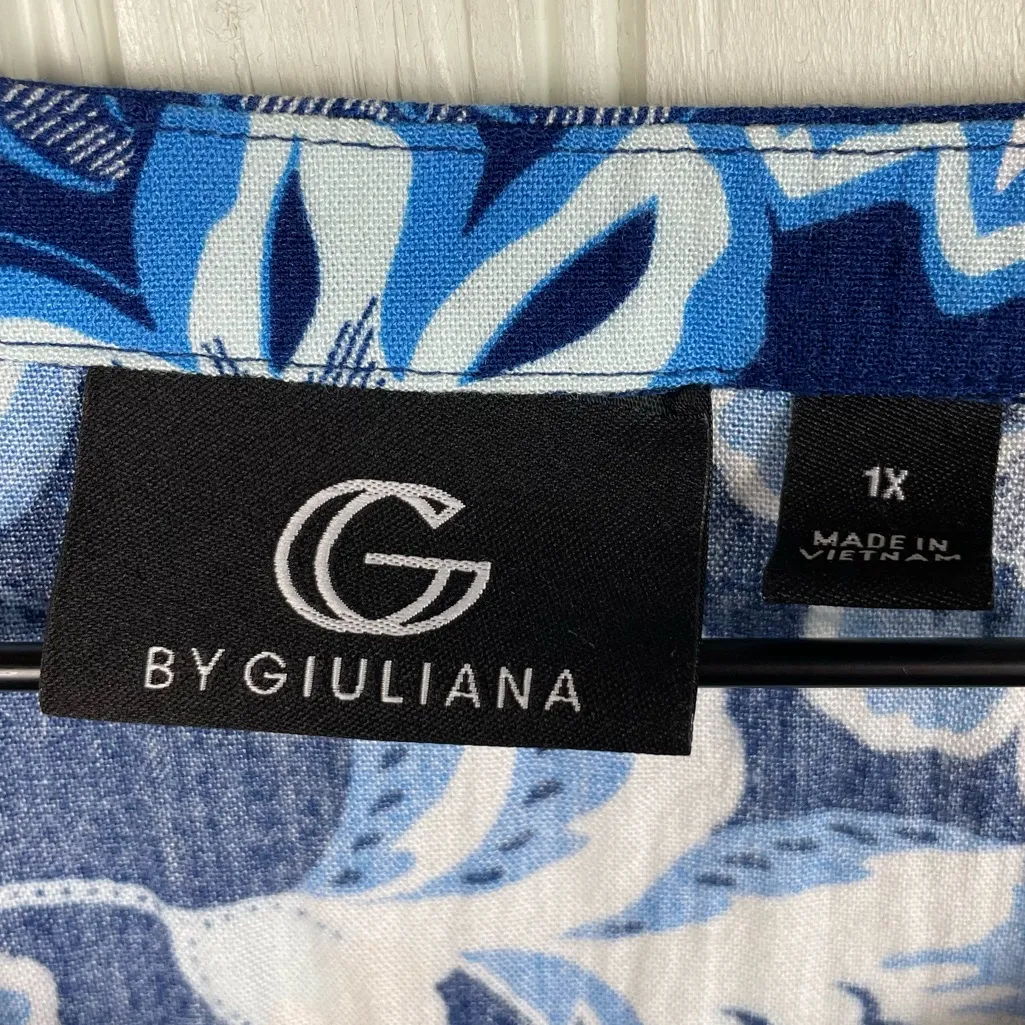 G
BY GIULIANA
1X
MADE IN
VIETNAM